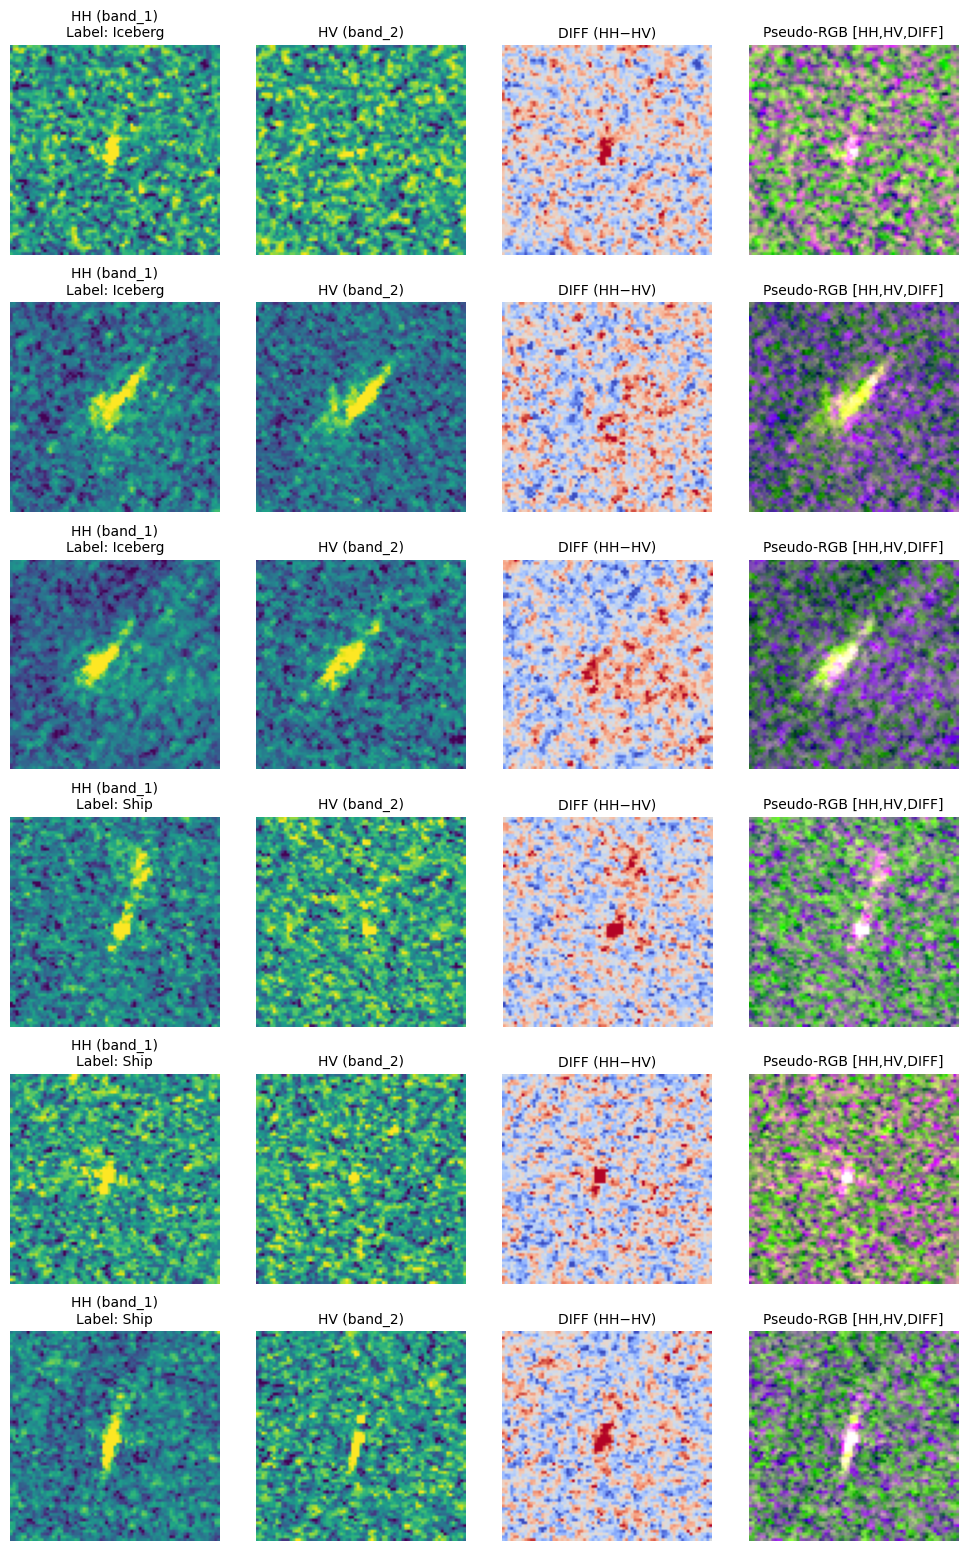 HH (band_1)
Label: Iceberg
HV (band_2)
DIFF (HH−HV)
Pseudo-RGB [HH,HV,DIFF]
HH (band_1)
Label: Iceberg
HV (band_2)
DIFF (HH−HV)
Pseudo-RGB [HH,HV,DIFF]
HH (band_1)
Label: Iceberg
HV (band_2)
DIFF (HH−HV)
Pseudo-RGB [HH,HV,DIFF]
HH (band_1)
Label: Ship
HV (band_2)
DIFF (HH−HV)
Pseudo-RGB [HH,HV,DIFF]
HH (band_1)
Label: Ship
HV (band_2)
DIFF (HH−HV)
Pseudo-RGB [HH,HV,DIFF]
HH (band_1)
Label: Ship
HV (band_2)
DIFF (HH−HV)
Pseudo-RGB [HH,HV,DIFF]